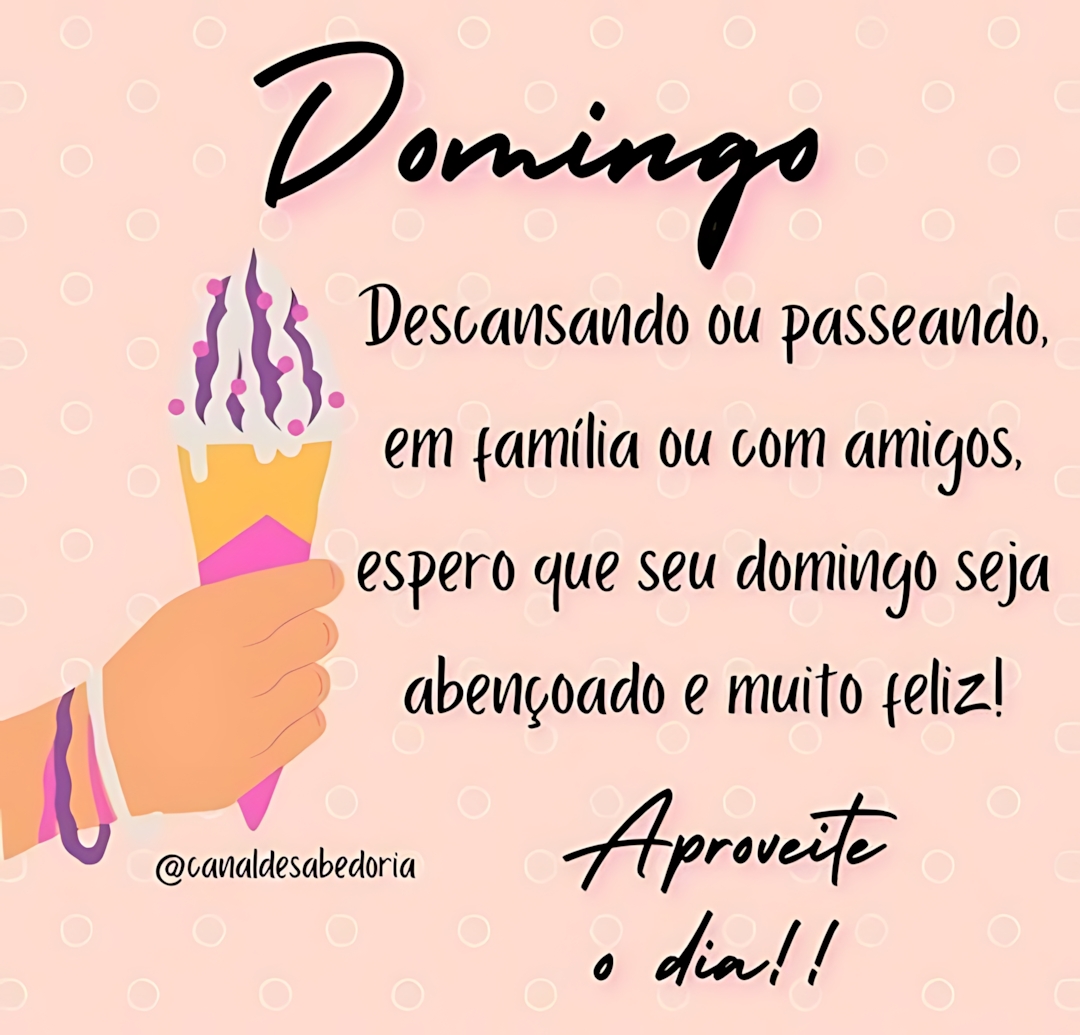 Domingo
Descansando ou passeando,
em família ou com amigos,
espero que seu domingo seja
abençoado e muito feliz!
Aproveite
o dia!!
@canaldesabedoria